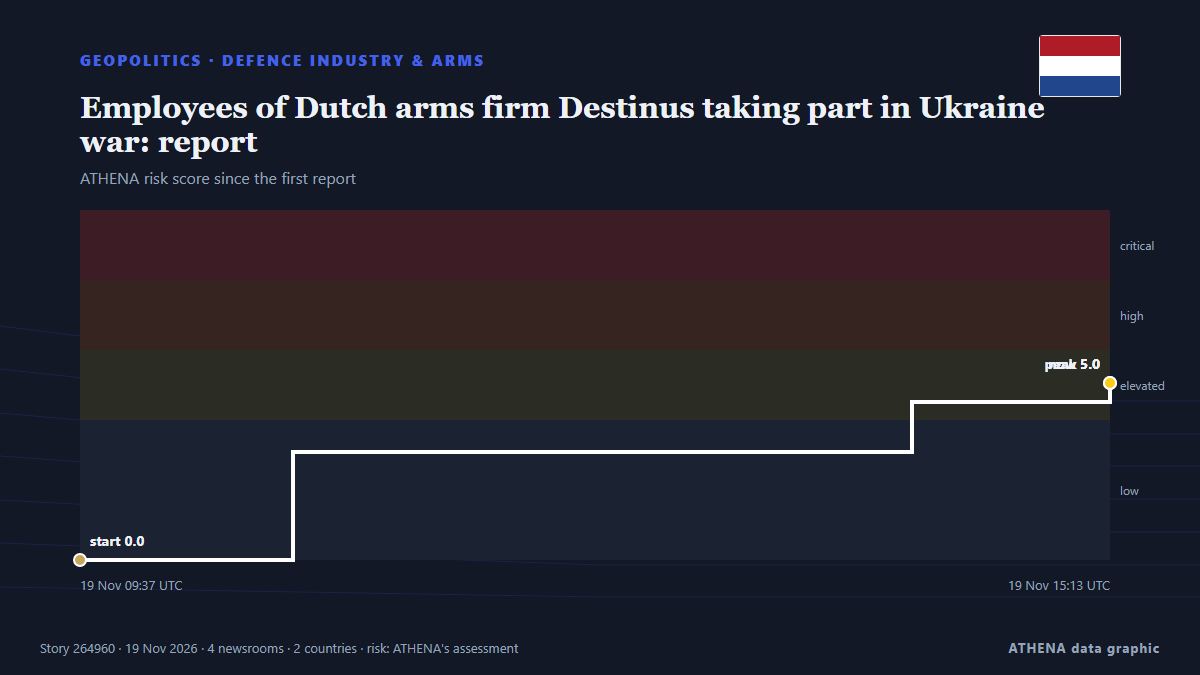 GEOPOLITICS · DEFENCE INDUSTRY & ARMS
Employees of Dutch arms firm Destinus taking part in Ukraine
war: report
ATHENA risk score since the first report
critical
high
peak 5.0
elevated
low
start 0.0
19 Nov 09:37 UTC
19 Nov 15:13 UTC
Story 264960 · 19 Nov 2026 · 4 newsrooms · 2 countries · risk: ATHENA's assessment
ATHENA data graphic